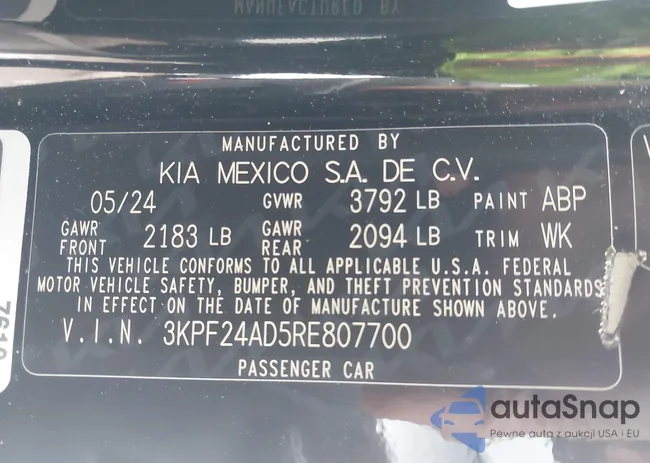 MANUFACTURED BY
MANUFACTURED BY
KIA MEXICO S.A. DE C.V.
05/24 GVWR 3792 LB PAINT ABP
GAWR FRONT 2183 LB GAWR REAR 2094 LB TRIM WK
THIS VEHICLE CONFORMS TO ALL APPLICABLE U.S.A. FEDERAL
MOTOR VEHICLE SAFETY, BUMPER, AND THEFT PREVENTION STANDARDS
IN EFFECT ON THE DATE OF MANUFACTURE SHOWN ABOVE.
V.I.N. 3KPF24AD5RE807700
PASSENGER CAR
autaSnap
Pewne auta z aukcji USA i EU